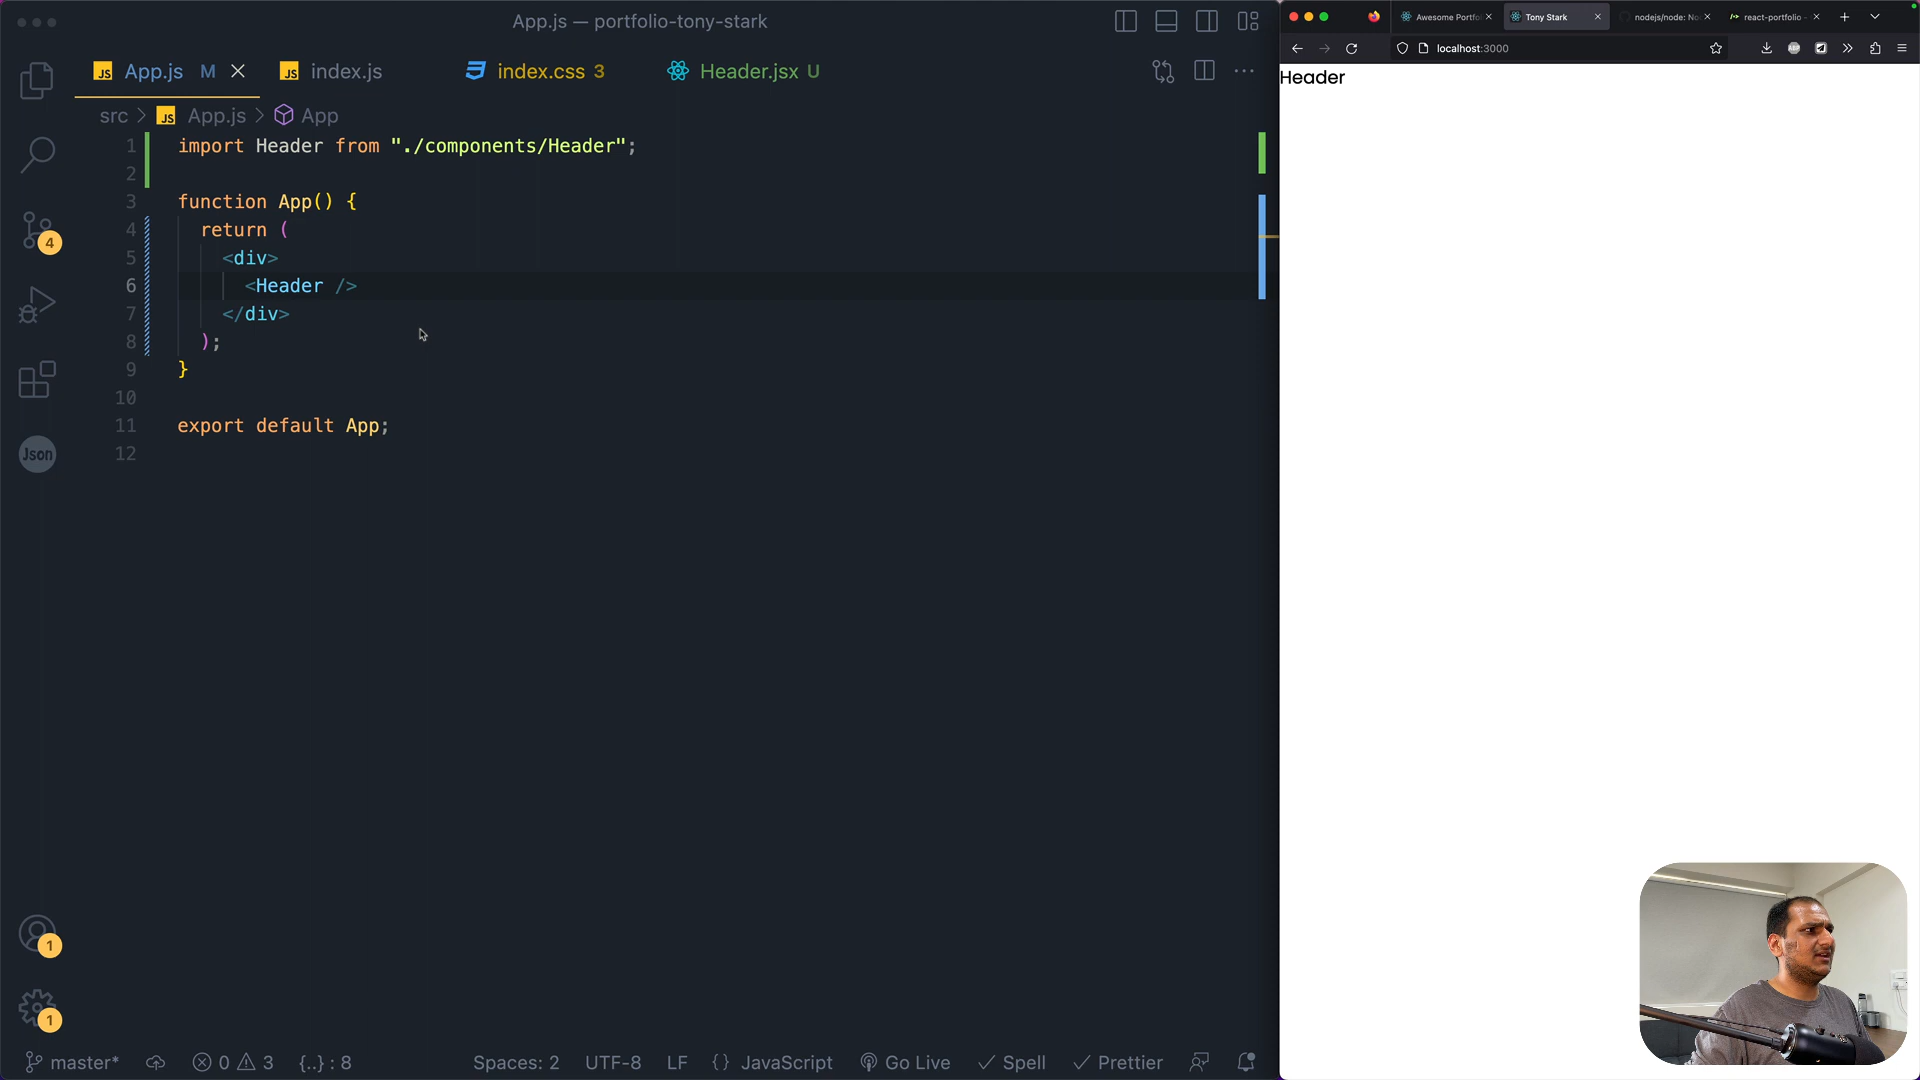 App.js — portfolio-tony-stark
App.js M
index.js
index.css 3
Header.jsx U
src > App.js > App
1 import Header from "./components/Header";
2
3 function App() {
4 return (
5 <div>
6 <Header />
7 </div>
8 );
9 }
10
11 export default App;
12
4
Json
1
1
master*
0 3
{..} : 8
Spaces: 2
UTF-8
LF
{} JavaScript
Go Live
Spell
Prettier
Awesome Portfo
Tony Stark
nodejs/node: No
react-portfolio -
localhost:3000
Header